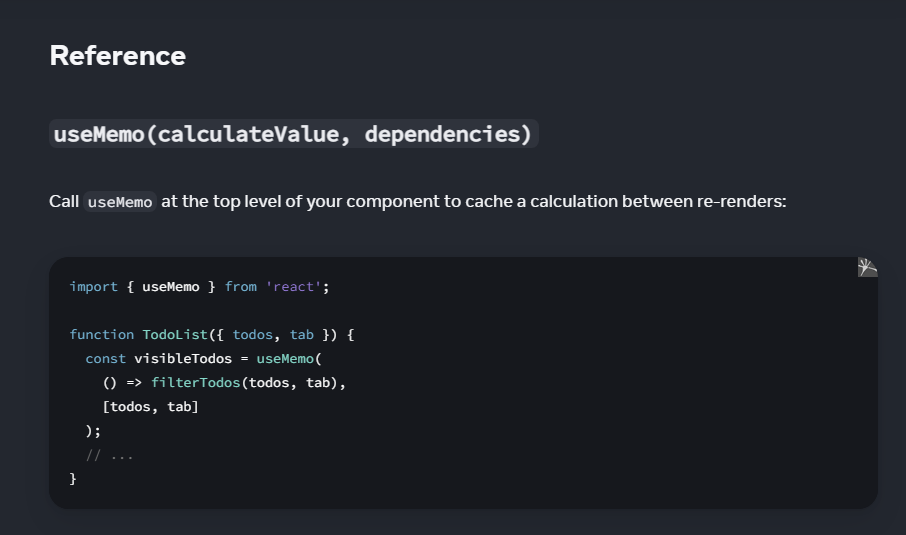 Reference
useMemo(calculateValue, dependencies)
Call useMemo at the top level of your component to cache a calculation between re-renders:
import { useMemo } from 'react';
function TodoList({ todos, tab }) {
  const visibleTodos = useMemo(
    () => filterTodos(todos, tab),
    [todos, tab]
  );
  // ...
}